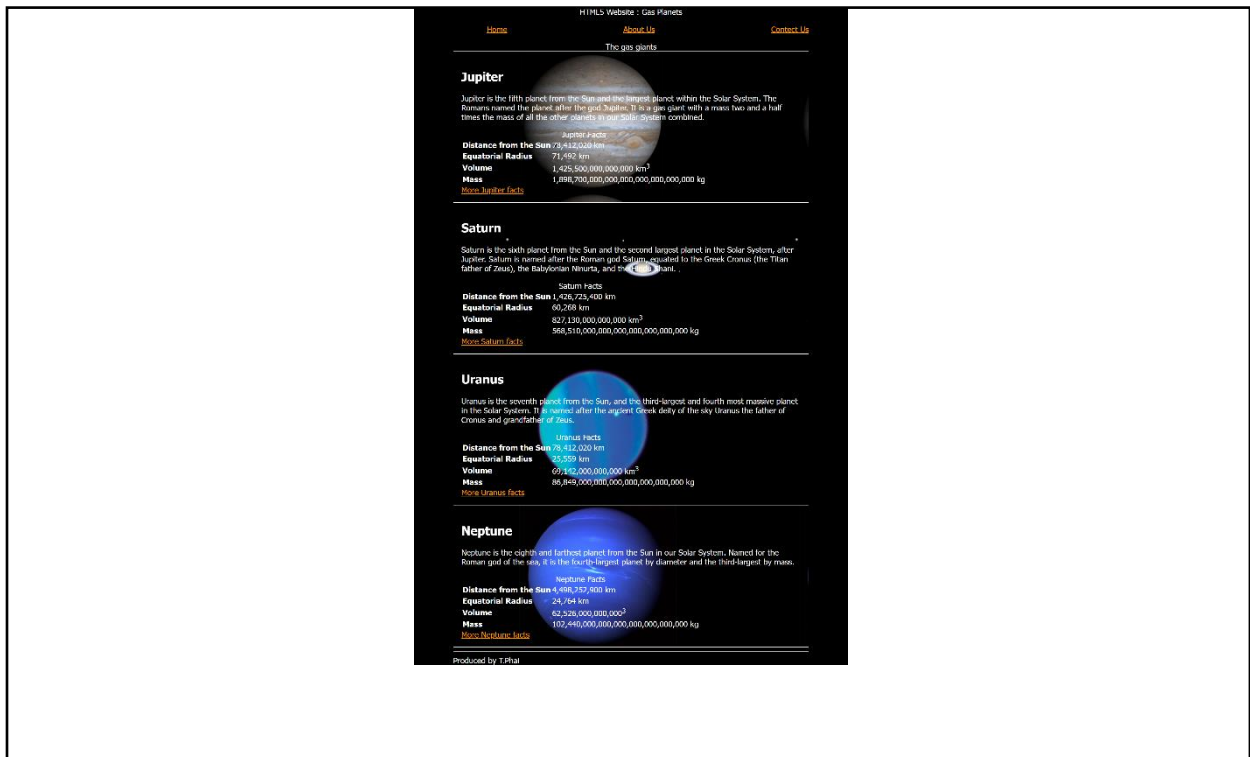 HTML5 Website : Gas Planets
Home About Us Contact Us
The gas giants
Jupiter
Jupiter is the fifth planet from the Sun and the largest planet within the Solar System. The
Romans named the planet after the god Jupiter. It is a gas giant with a mass two and a half
times the mass of all the other planets in our Solar System combined.
Jupiter Facts
Distance from the Sun 78,412,020 km
Equatorial Radius 71,492 km
Volume 1,425,500,000,000,000 km³
Mass 1,898,700,000,000,000,000,000,000,000 kg
More Jupiter facts
Saturn
Saturn is the sixth planet from the Sun and the second largest planet in the Solar System, after
Jupiter. Saturn is named after the Roman god Saturn, equated to the Greek Cronus (the Titan
father of Zeus), the Babylonian Ninurta, and the Hindu Shani.
Saturn Facts
Distance from the Sun 1,426,725,400 km
Equatorial Radius 60,268 km
Volume 827,130,000,000,000 km³
Mass 568,510,000,000,000,000,000,000,000 kg
More Saturn facts
Uranus
Uranus is the seventh planet from the Sun, and the third-largest and fourth most massive planet
in the Solar System. It is named after the ancient Greek deity of the sky Uranus the father of
Cronus and grandfather of Zeus.
Uranus Facts
Distance from the Sun 78,412,020 km
Equatorial Radius 25,559 km
Volume 69,142,000,000,000 km³
Mass 86,849,000,000,000,000,000,000,000 kg
More Uranus facts
Neptune
Neptune is the eighth and farthest planet from the Sun in our Solar System. Named for the
Roman god of the sea, it is the fourth-largest planet by diameter and the third-largest by mass.
Neptune Facts
Distance from the Sun 4,498,252,900 km
Equatorial Radius 24,764 km
Volume 62,526,000,000,000³
Mass 102,440,000,000,000,000,000,000,000 kg
More Neptune facts
Produced by T.Phai